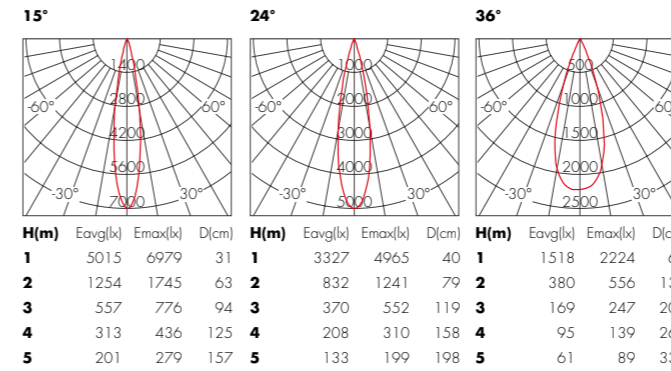 15°
24°
36°
1400
2800
4200
5600
7000
-60°
60°
-30°
30°
1000
2000
3000
4000
5000
-60°
60°
-30°
30°
500
1000
1500
2000
2500
-60°
60°
-30°
30°
H(m) Eavg(lx) Emax(lx) D(cm)
1 5015 6979 31
2 1254 1745 63
3 557 776 94
4 313 436 125
5 201 279 157
H(m) Eavg(lx) Emax(lx) D(cm)
1 3327 4965 40
2 832 1241 79
3 370 552 119
4 208 310 158
5 133 199 198
H(m) Eavg(lx) Emax(lx)
1 1518 2224
2 380 556
3 169 247
4 95 139
5 61 89